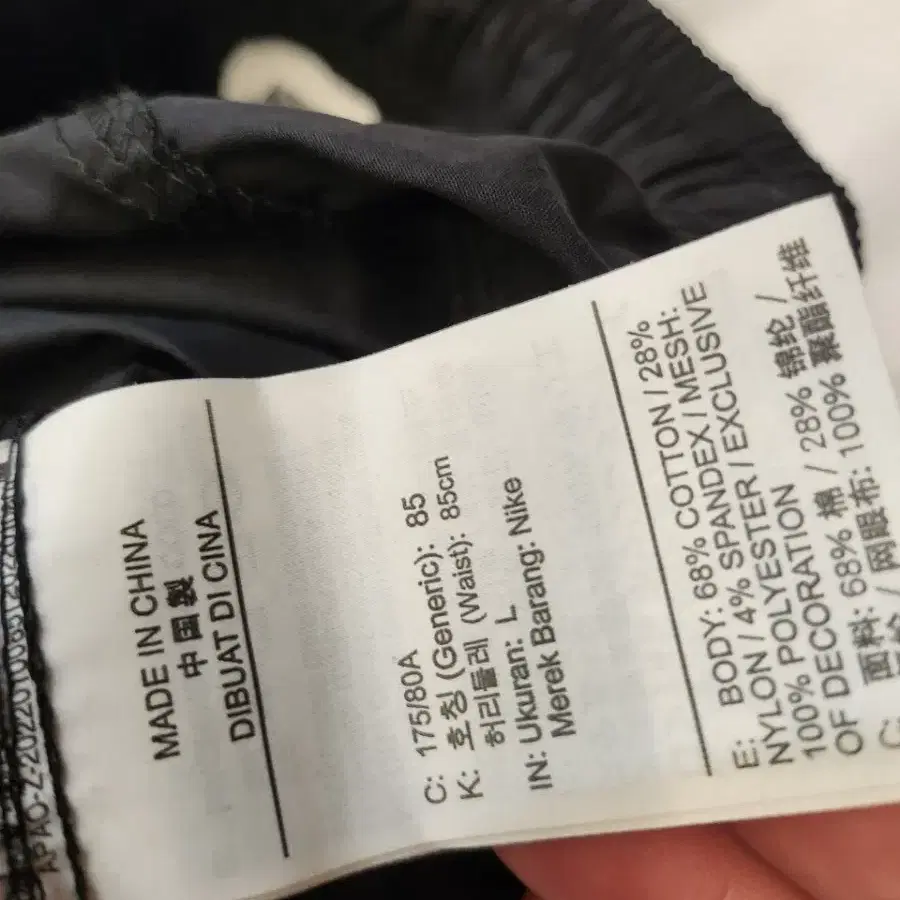 MADE IN CHINA
中國製
DIBUAT DI CINA
C: 175/80A
K: 호칭 (Generic): 85
허리둘레 (Waist): 85cm
IN: Ukuran: L
Merek Barang: Nike
E: BODY: 68% COTTON / 28%
NYLON / 4% SPANDEX / MESH:
100% POLYESTER / EXCLUSIVE
OF DECORATION
面料: 68% 棉 / 28% 锦纶 /
网眼布: 100% 聚酯纤维